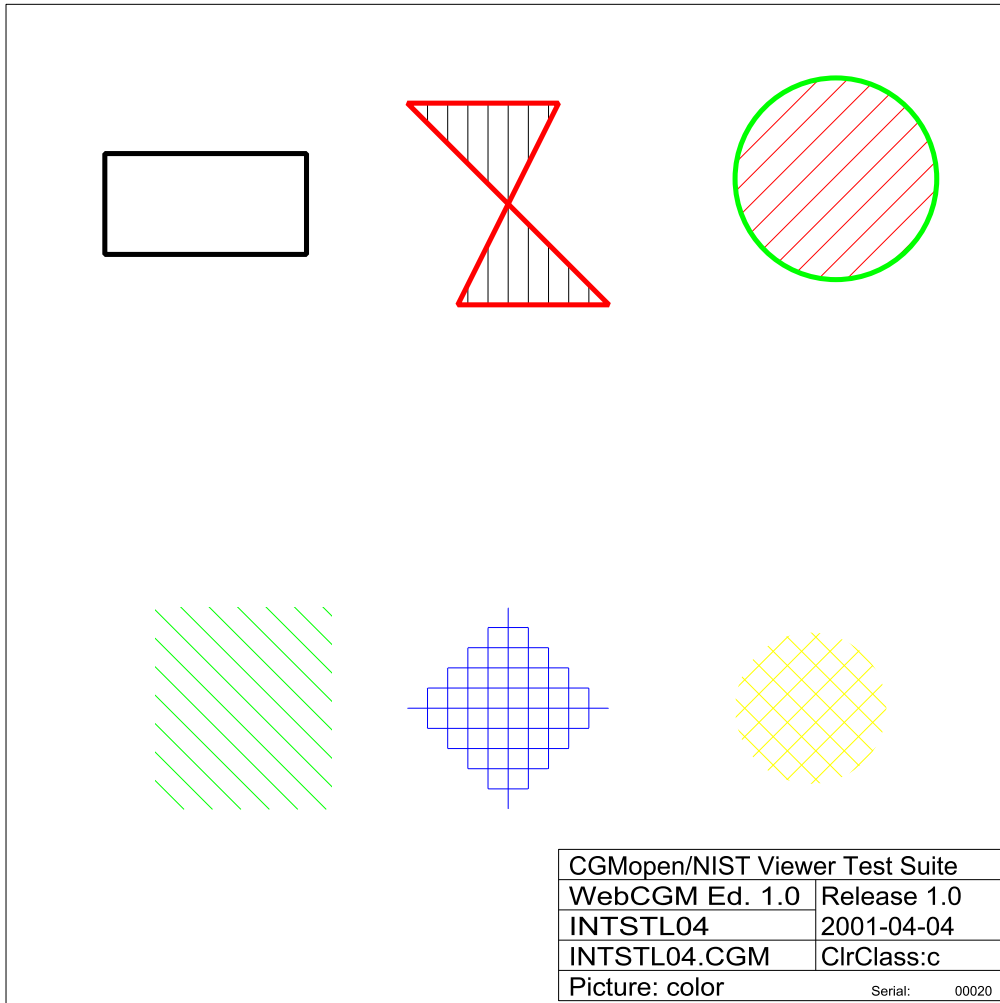 CGMopen/NIST Viewer Test Suite
WebCGM Ed. 1.0 Release 1.0
INTSTL04 2001-04-04
INTSTL04.CGM ClrClass:c
Picture: color Serial: 00020